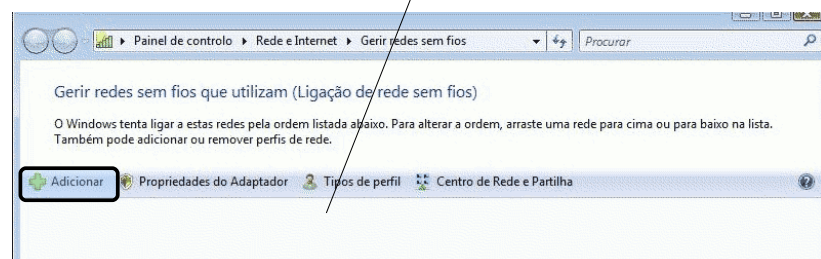 Painel de controlo Rede e Internet Gerir redes sem fios Procurar
Gerir redes sem fios que utilizam (Ligação de rede sem fios)
O Windows tenta ligar a estas redes pela ordem listada abaixo. Para alterar a ordem, arraste uma rede para cima ou para baixo na lista.
Também pode adicionar ou remover perfis de rede.
Adicionar Propriedades do Adaptador Tipos de perfil Centro de Rede e Partilha